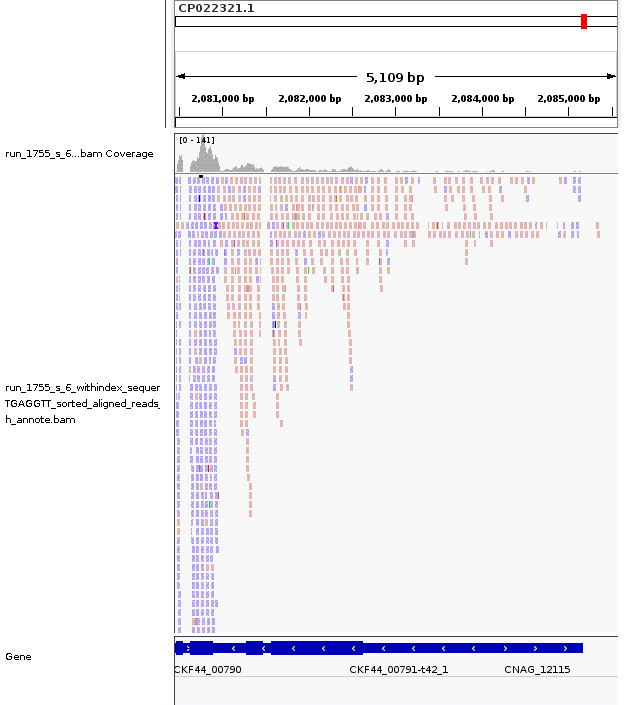 CP022321.1
5,109 bp
2,081,000 bp 2,082,000 bp 2,083,000 bp 2,084,000 bp 2,085,000 bp
[0 - 141]
run_1755_s_6...bam Coverage
run_1755_s_6_withindex_sequer
TGAGGTT_sorted_aligned_reads_
h_annote.bam
Gene
CKF44_00790 CKF44_00791-t42_1 CNAG_12115